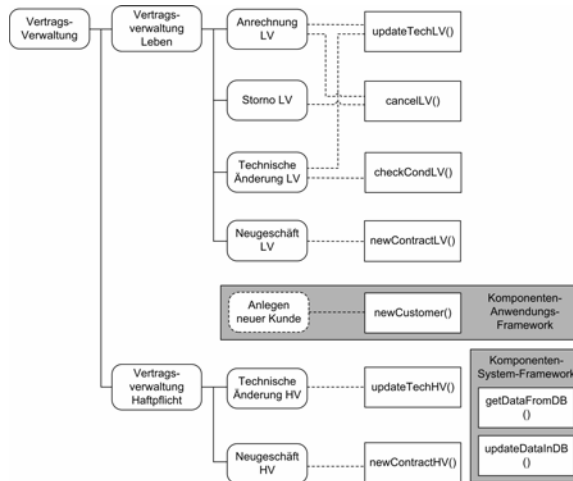 Vertrags-
Verwaltung
Vertrags-
verwaltung
Leben
Anrechnung
LV
updateTechLV()
Storno LV
cancelLV()
Technische
Änderung LV
checkCondLV()
Neugeschäft
LV
newContractLV()
Anlegen
neuer Kunde
newCustomer()
Komponenten-
Anwendungs-
Framework
Vertrags-
verwaltung
Haftpflicht
Technische
Änderung HV
updateTechHV()
Neugeschäft
HV
newContractHV()
Komponenten-
System-Framework
getDataFromDB
()
updateDataInDB
()